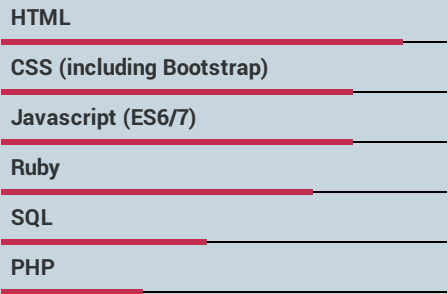 HTML
CSS (including Bootstrap)
Javascript (ES6/7)
Ruby
SQL
PHP